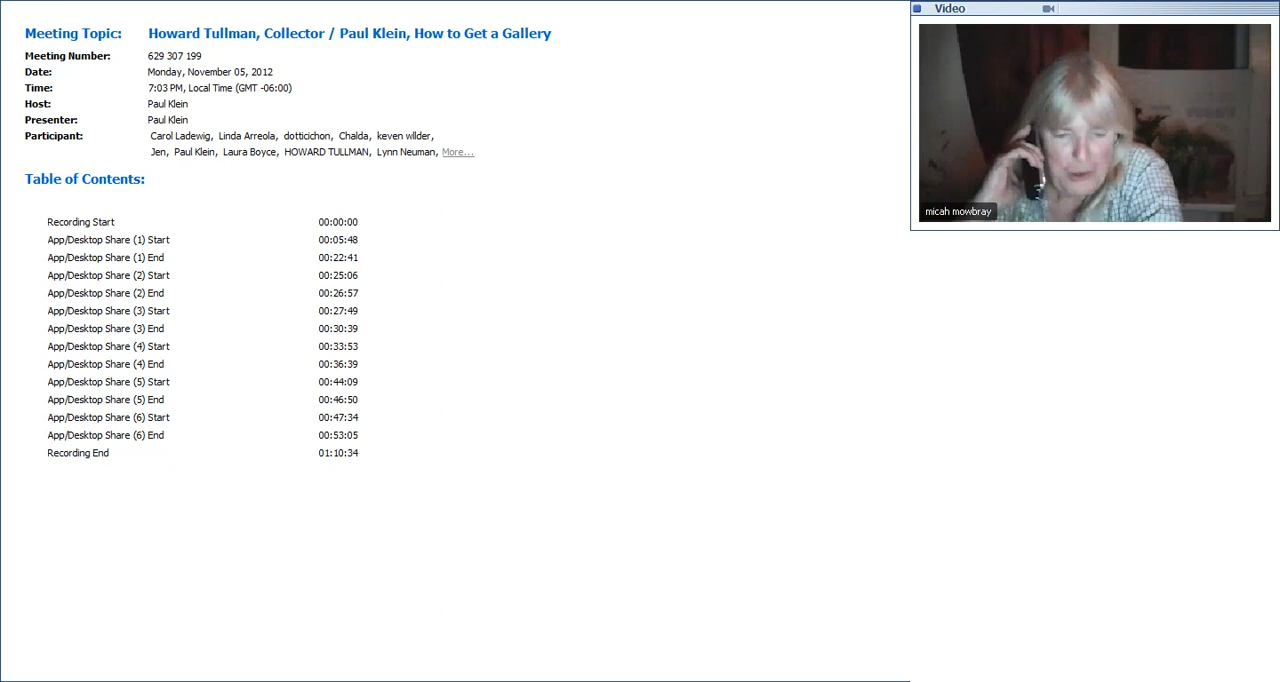 Meeting Topic: Howard Tullman, Collector / Paul Klein, How to Get a Gallery
Meeting Number: 629 307 199
Date: Monday, November 05, 2012
Time: 7:03 PM, Local Time (GMT -06:00)
Host: Paul Klein
Presenter: Paul Klein
Participant: Carol Ladewig, Linda Arreola, dotticichon, Chalda, keven wllder,
Jen, Paul Klein, Laura Boyce, HOWARD TULLMAN, Lynn Neuman, More...
Table of Contents:
Recording Start 00:00:00
App/Desktop Share (1) Start 00:05:48
App/Desktop Share (1) End 00:22:41
App/Desktop Share (2) Start 00:25:06
App/Desktop Share (2) End 00:26:57
App/Desktop Share (3) Start 00:27:49
App/Desktop Share (3) End 00:30:39
App/Desktop Share (4) Start 00:33:53
App/Desktop Share (4) End 00:36:39
App/Desktop Share (5) Start 00:44:09
App/Desktop Share (5) End 00:46:50
App/Desktop Share (6) Start 00:47:34
App/Desktop Share (6) End 00:53:05
Recording End 01:10:34
Video
micah mowbray